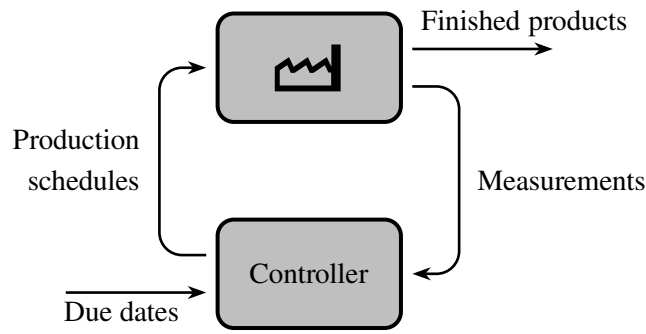 Finished products
Production
schedules
Measurements
Controller
Due dates